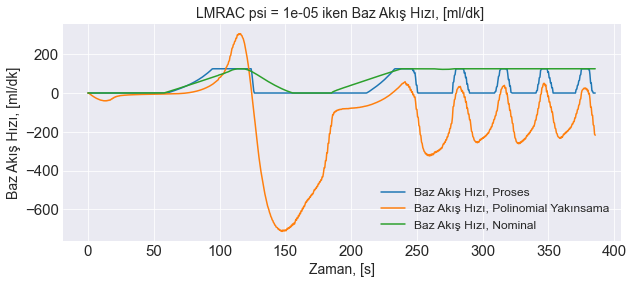 LMRAC psi = 1e-05 iken Baz Akış Hızı, [ml/dk]
Baz Akış Hızı, [ml/dk]
200
0
−200
−400
−600
Baz Akış Hızı, Proses
Baz Akış Hızı, Polinomial Yakınsama
Baz Akış Hızı, Nominal
0 50 100 150 200 250 300 350 400
Zaman, [s]